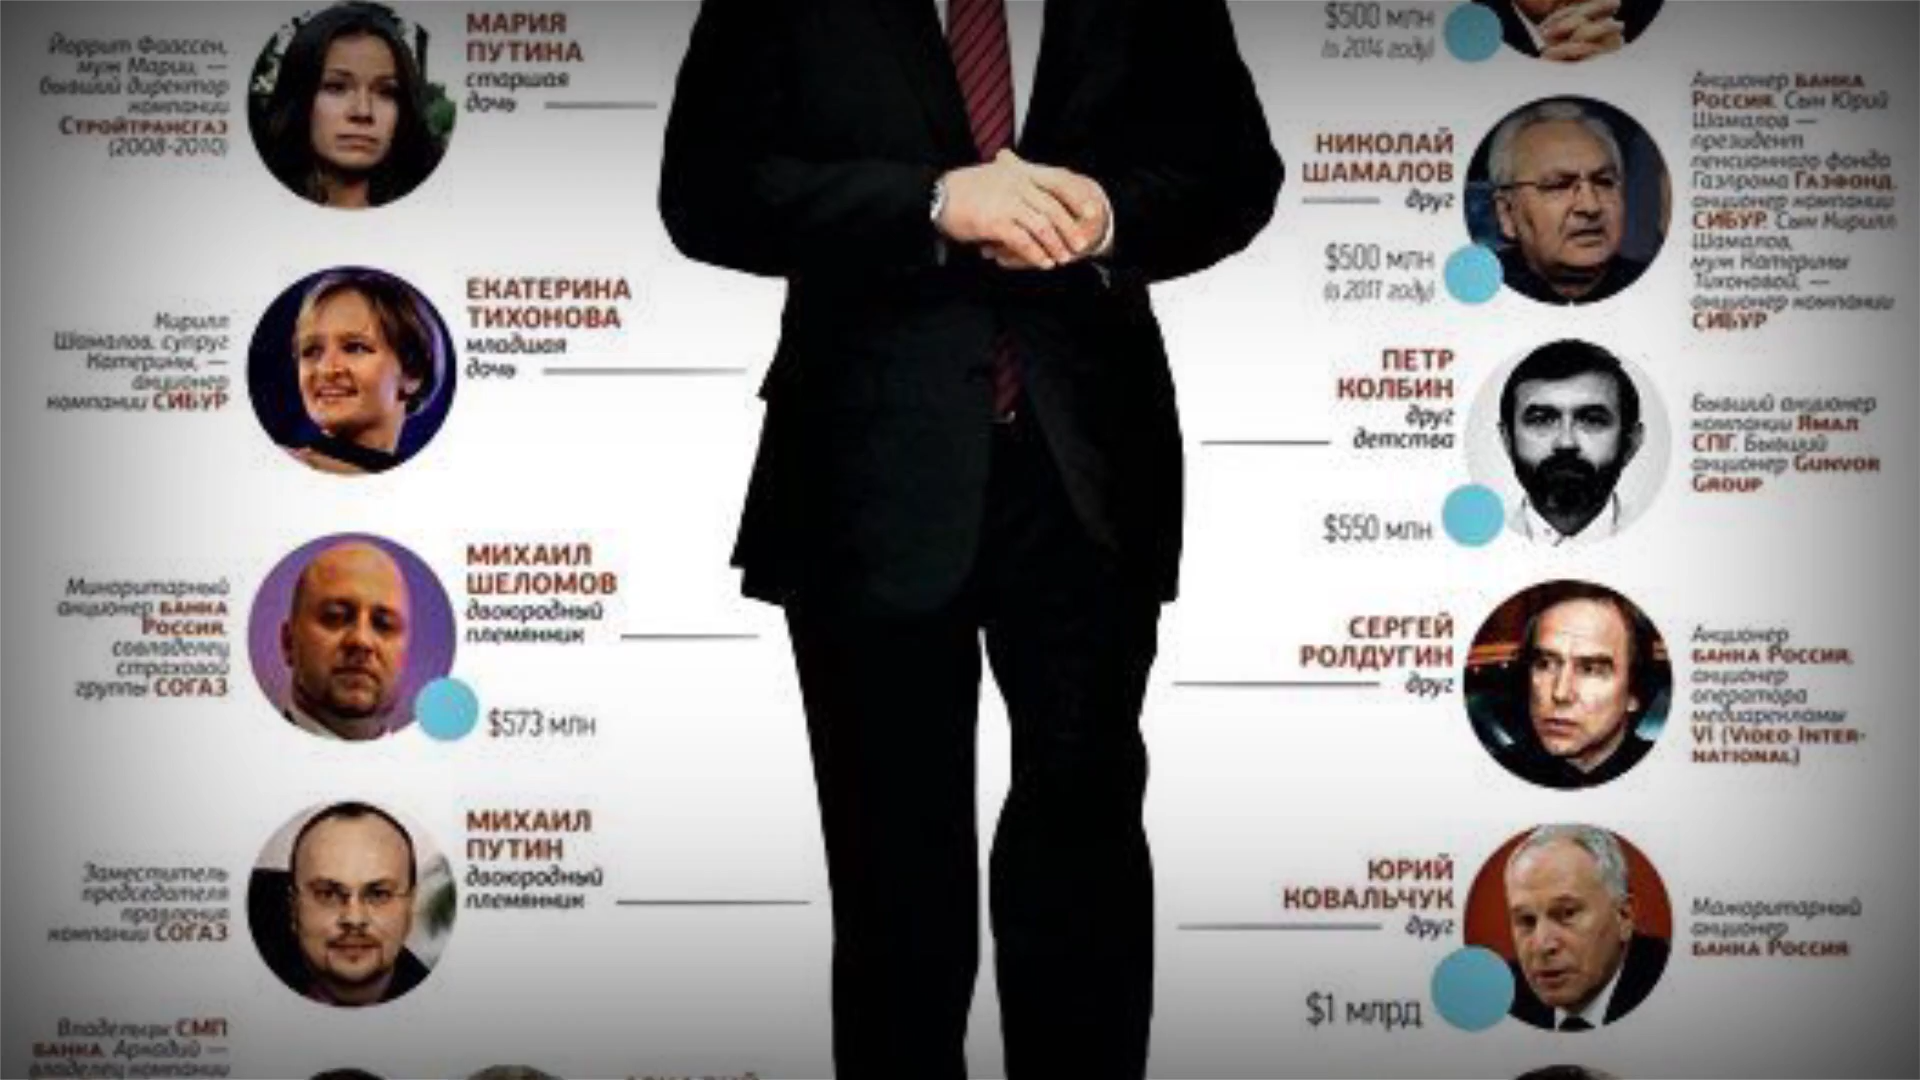 Йоррит Фаассен,
муж Марии, —
бывший директор
компании
СТРОЙТРАНСГАЗ
(2008-2010)
МАРИЯ
ПУТИНА
старшая
дочь
Кирилл
Шамалов, супруг
Катерины, —
акционер
компании СИБУР
ЕКАТЕРИНА
ТИХОНОВА
младшая
дочь
Миноритарный
акционер БАНКА
РОССИЯ,
совладелец
страховой
группы СОГАЗ
МИХАИЛ
ШЕЛОМОВ
двоюродный
племянник
$573 млн
Заместитель
председателя
правления
компании СОГАЗ
МИХАИЛ
ПУТИН
двоюродный
племянник
Владельцы СМП
БАНКА. Аркадий —
владелец компании
$500 млн
(в 2014 году)
НИКОЛАЙ
ШАМАЛОВ
друг
$500 млн
(в 2011 году)
Акционер БАНКА
РОССИЯ. Сын Юрий
Шамалов —
президент
пенсионного фонда
Газпрома ГАЗФОНД,
акционер компании
СИБУР. Сын Кирилл
Шамалов,
муж Катерины
Тихоновой, —
акционер компании
СИБУР
ПЕТР
КОЛБИН
друг
детства
$550 млн
Бывший акционер
компании ЯМАЛ
СПГ. Бывший
акционер GUNVOR
GROUP
СЕРГЕЙ
РОЛДУГИН
друг
Акционер
БАНКА РОССИЯ,
акционер
оператора
медиарекламы
VI (VIDEO INTER-
NATIONAL)
ЮРИЙ
КОВАЛЬЧУК
друг
$1 млрд
Мажоритарный
акционер
БАНКА РОССИЯ